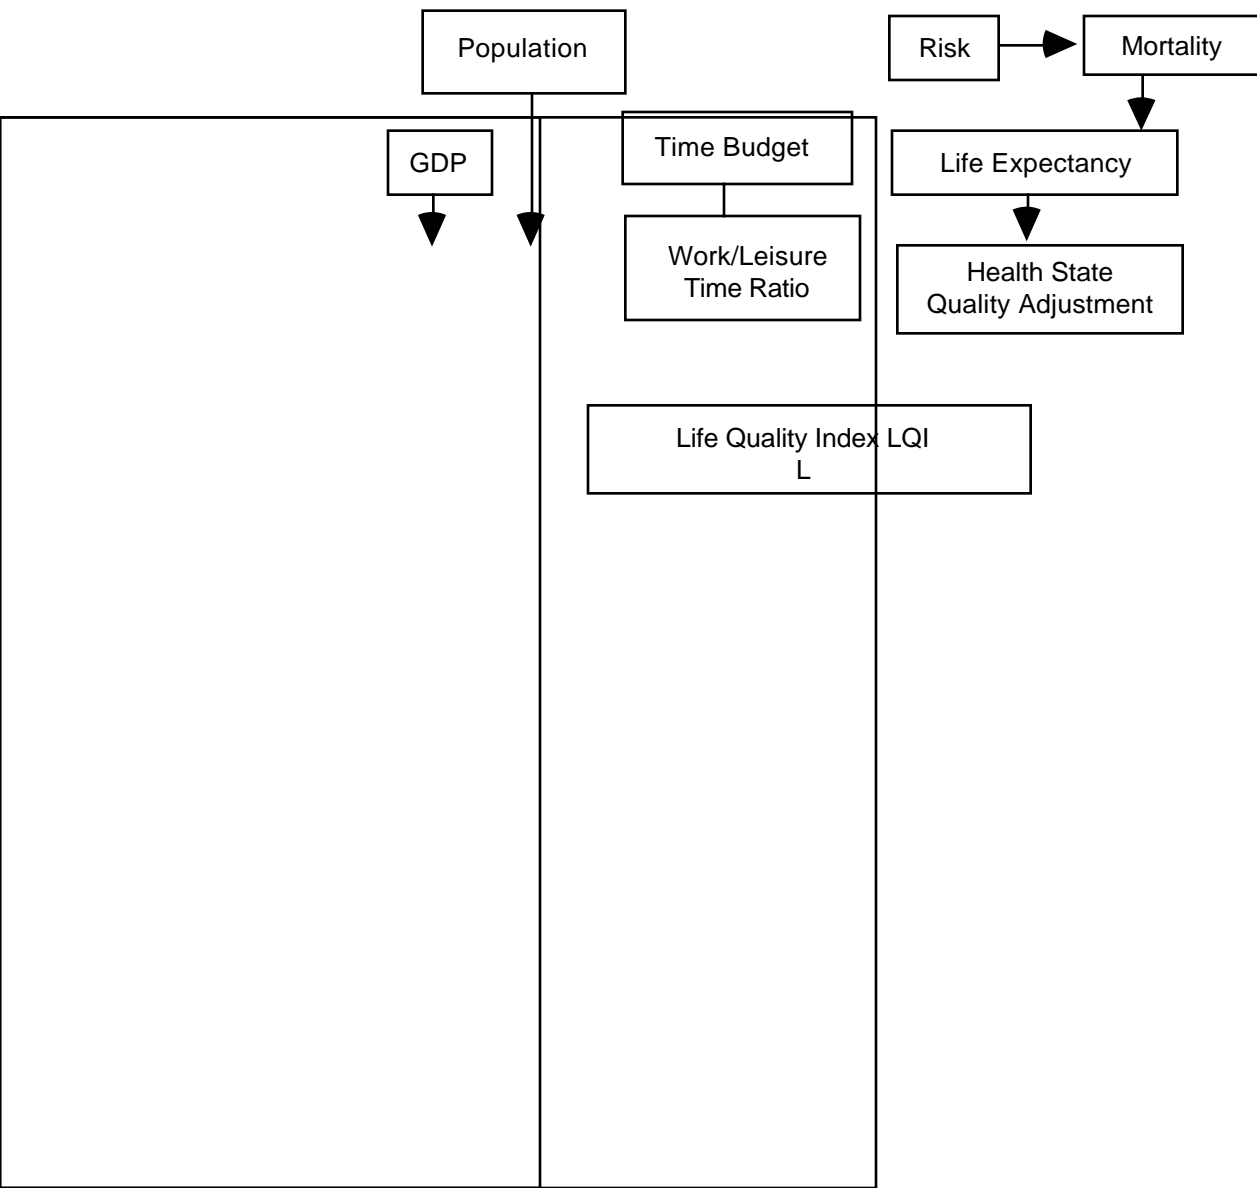 Population
Risk
Mortality
GDP
Time Budget
Life Expectancy
Work/Leisure
Time Ratio
Health State
Quality Adjustment
Life Quality Index LQI
L